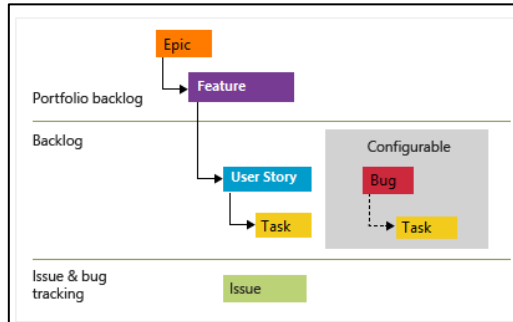 Epic
Feature
Portfolio backlog
Backlog
Configurable
User Story
Bug
Task
Task
Issue & bug
tracking
Issue